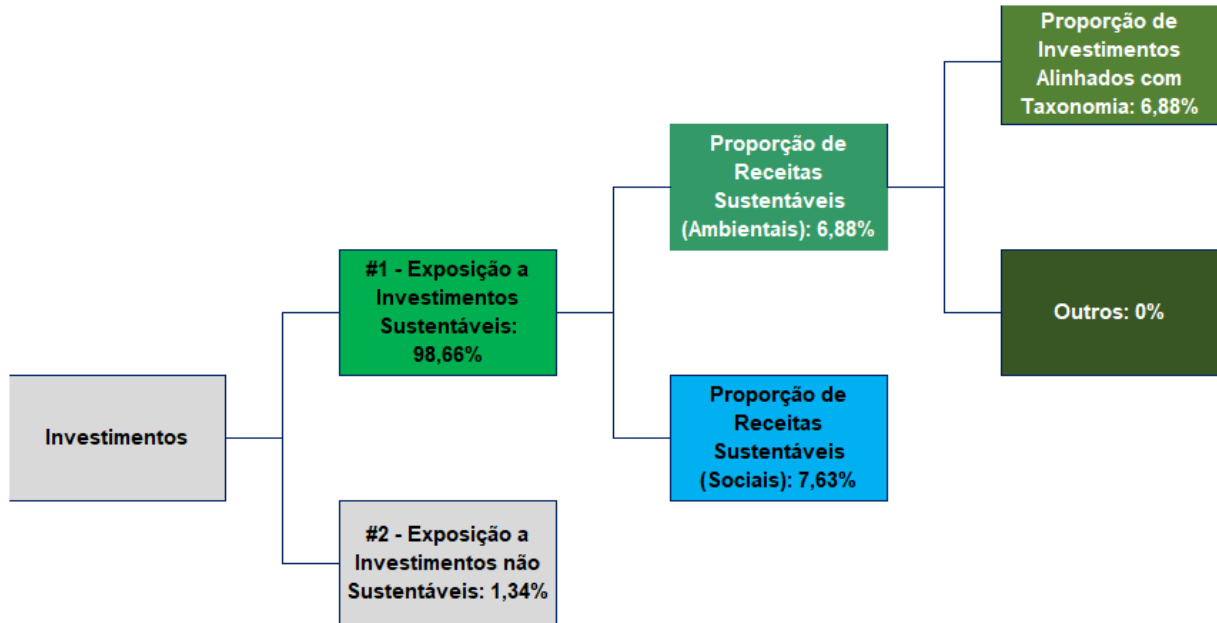 Investimentos
#1 - Exposição a
Investimentos
Sustentáveis:
98,66%
#2 - Exposição a
Investimentos não
Sustentáveis: 1,34%
Proporção de
Receitas
Sustentáveis
(Ambientais): 6,88%
Proporção de
Receitas
Sustentáveis
(Sociais): 7,63%
Proporção de
Investimentos
Alinhados com
Taxonomia: 6,88%
Outros: 0%